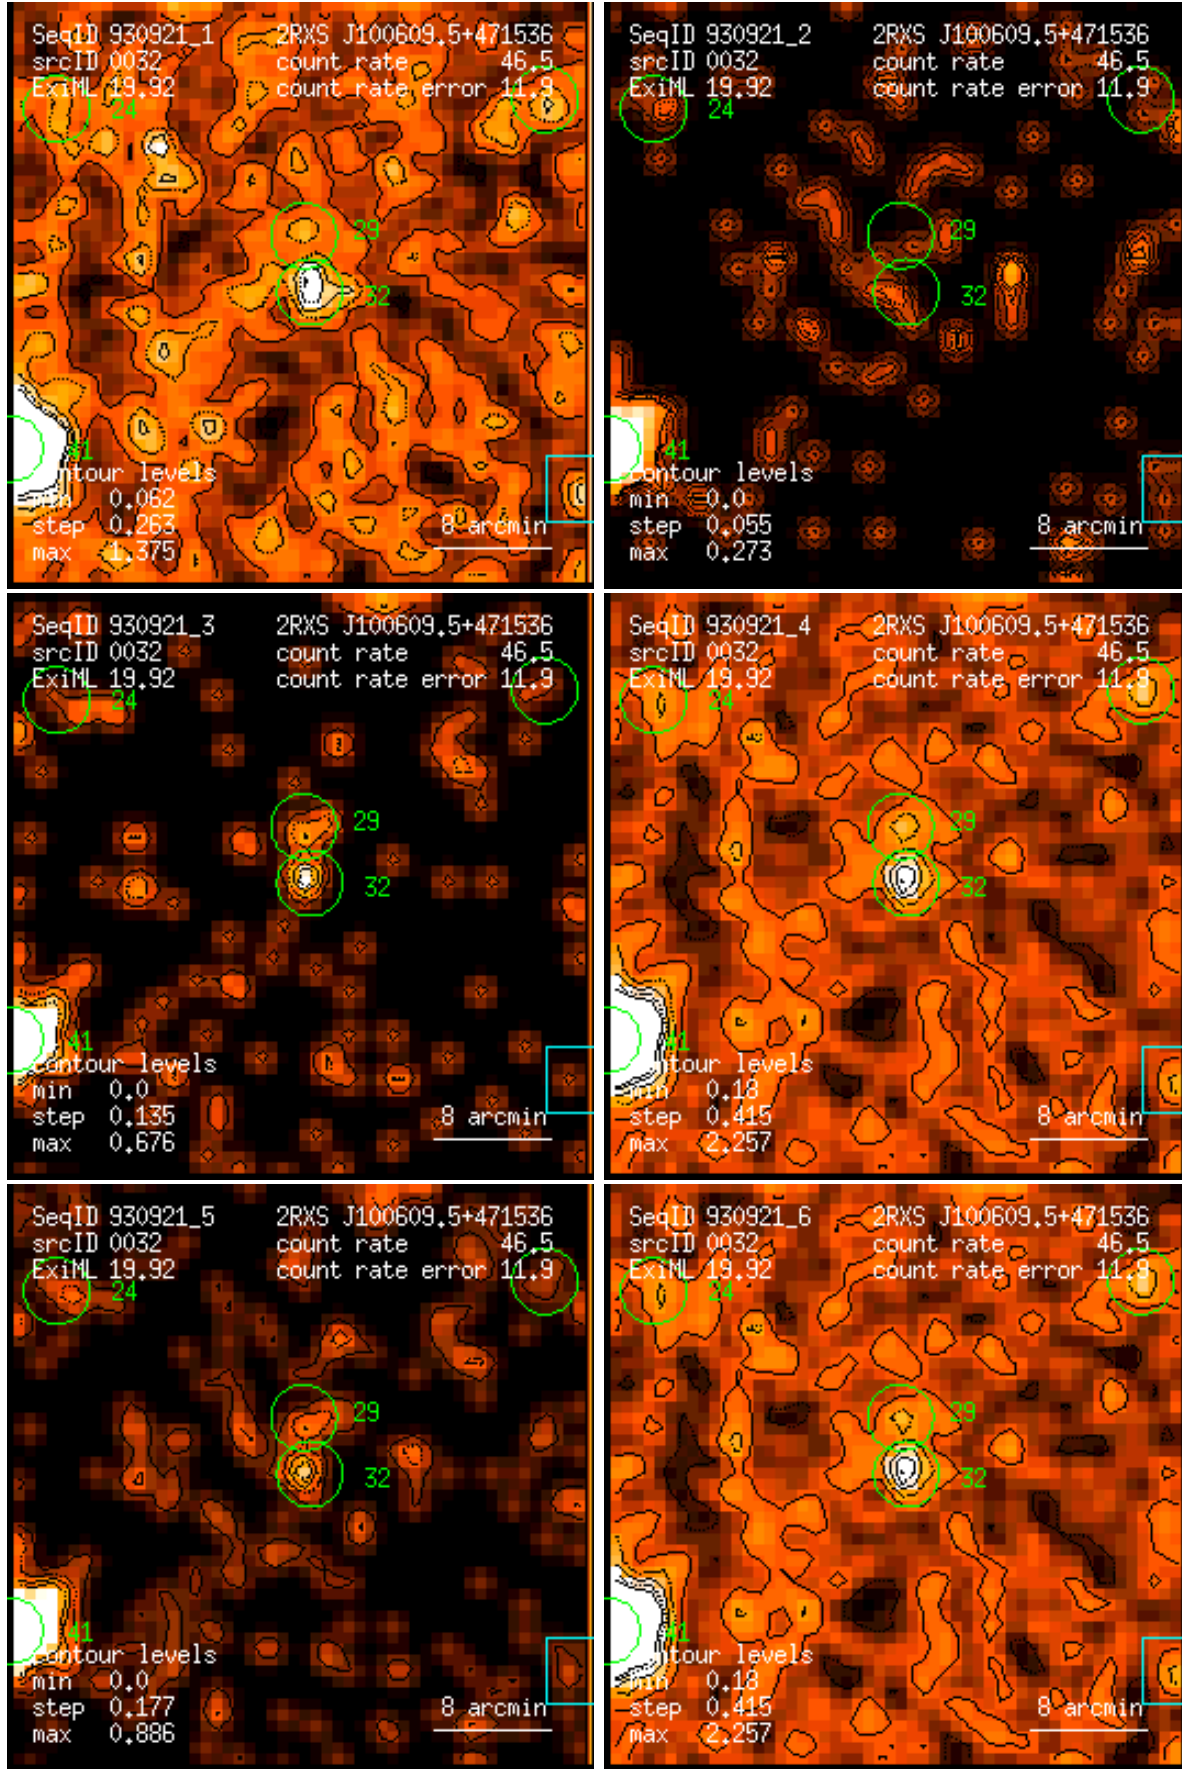 SeqID 930921_1 2RXS J100609.5+471536
srcID 0032 count rate 46.5
ExiML 19.92 count rate error 11.9
24
29
32
41
contour levels
min 0.062
step 0.263
max 1.375
8 arcmin
SeqID 930921_2 2RXS J100609.5+471536
srcID 0032 count rate 46.5
ExiML 19.92 count rate error 11.9
24
29
32
41
contour levels
min 0.0
step 0.055
max 0.273
8 arcmin
SeqID 930921_3 2RXS J100609.5+471536
srcID 0032 count rate 46.5
ExiML 19.92 count rate error 11.9
24
29
32
41
contour levels
min 0.0
step 0.135
max 0.676
8 arcmin
SeqID 930921_4 2RXS J100609.5+471536
srcID 0032 count rate 46.5
ExiML 19.92 count rate error 11.9
24
29
32
41
contour levels
min 0.18
step 0.415
max 2.257
8 arcmin
SeqID 930921_5 2RXS J100609.5+471536
srcID 0032 count rate 46.5
ExiML 19.92 count rate error 11.9
24
29
32
41
contour levels
min 0.0
step 0.177
max 0.886
8 arcmin
SeqID 930921_6 2RXS J100609.5+471536
srcID 0032 count rate 46.5
ExiML 19.92 count rate error 11.9
24
29
32
41
contour levels
min 0.18
step 0.415
max 2.257
8 arcmin